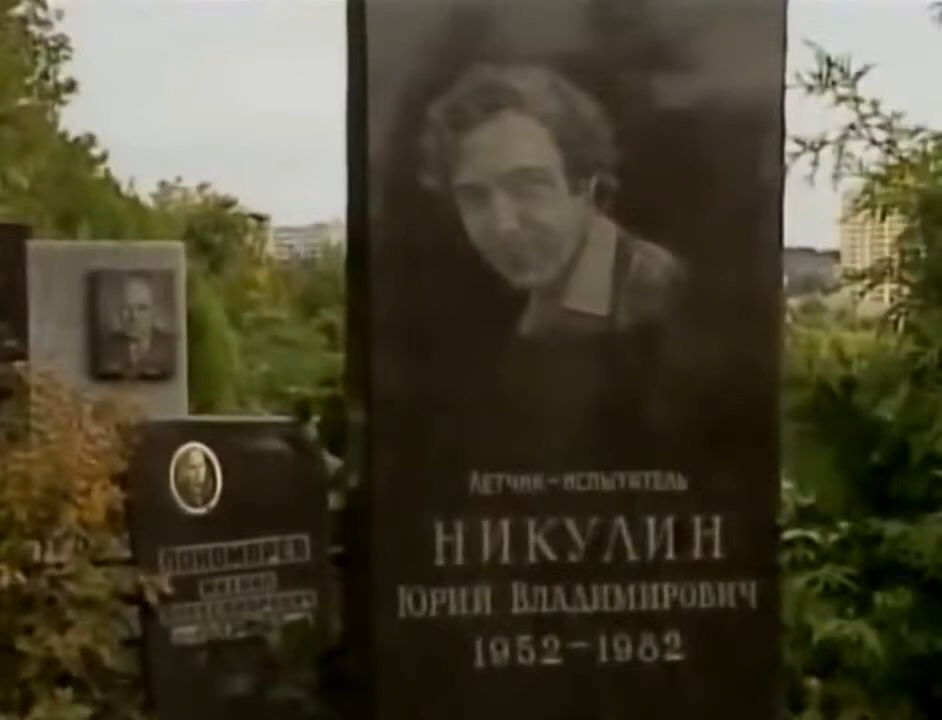 Летчик-испытатель
НИКУЛИН
ЮРИЙ ВЛАДИМИРОВИЧ
1952-1982
ПОНОМАРЕВ